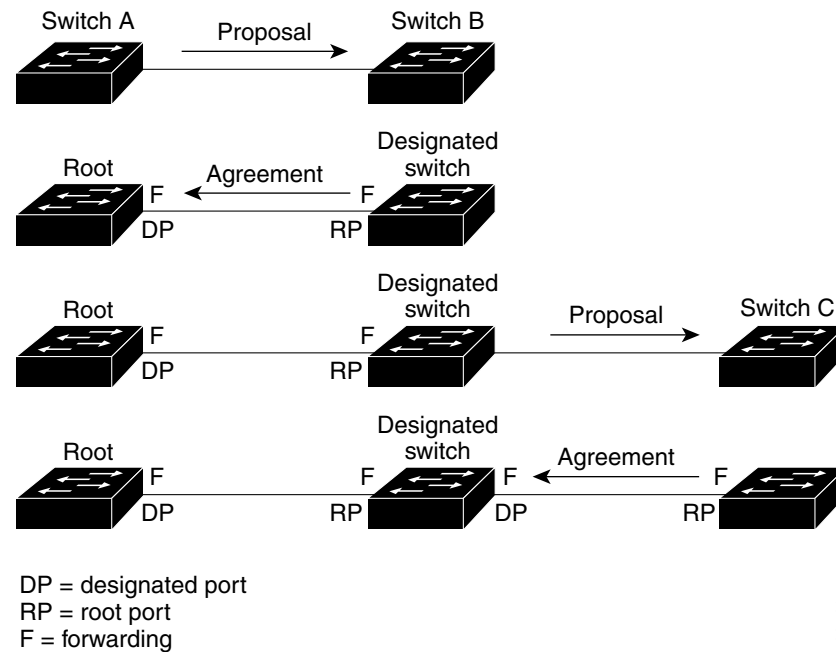 Switch A
Proposal
Switch B
Root
Agreement
Designated
switch
F
F
DP
RP
Root
Designated
switch
Proposal
Switch C
F
F
DP
RP
Root
Designated
switch
Agreement
F
F
F
F
DP
RP
DP
RP
DP = designated port
RP = root port
F = forwarding